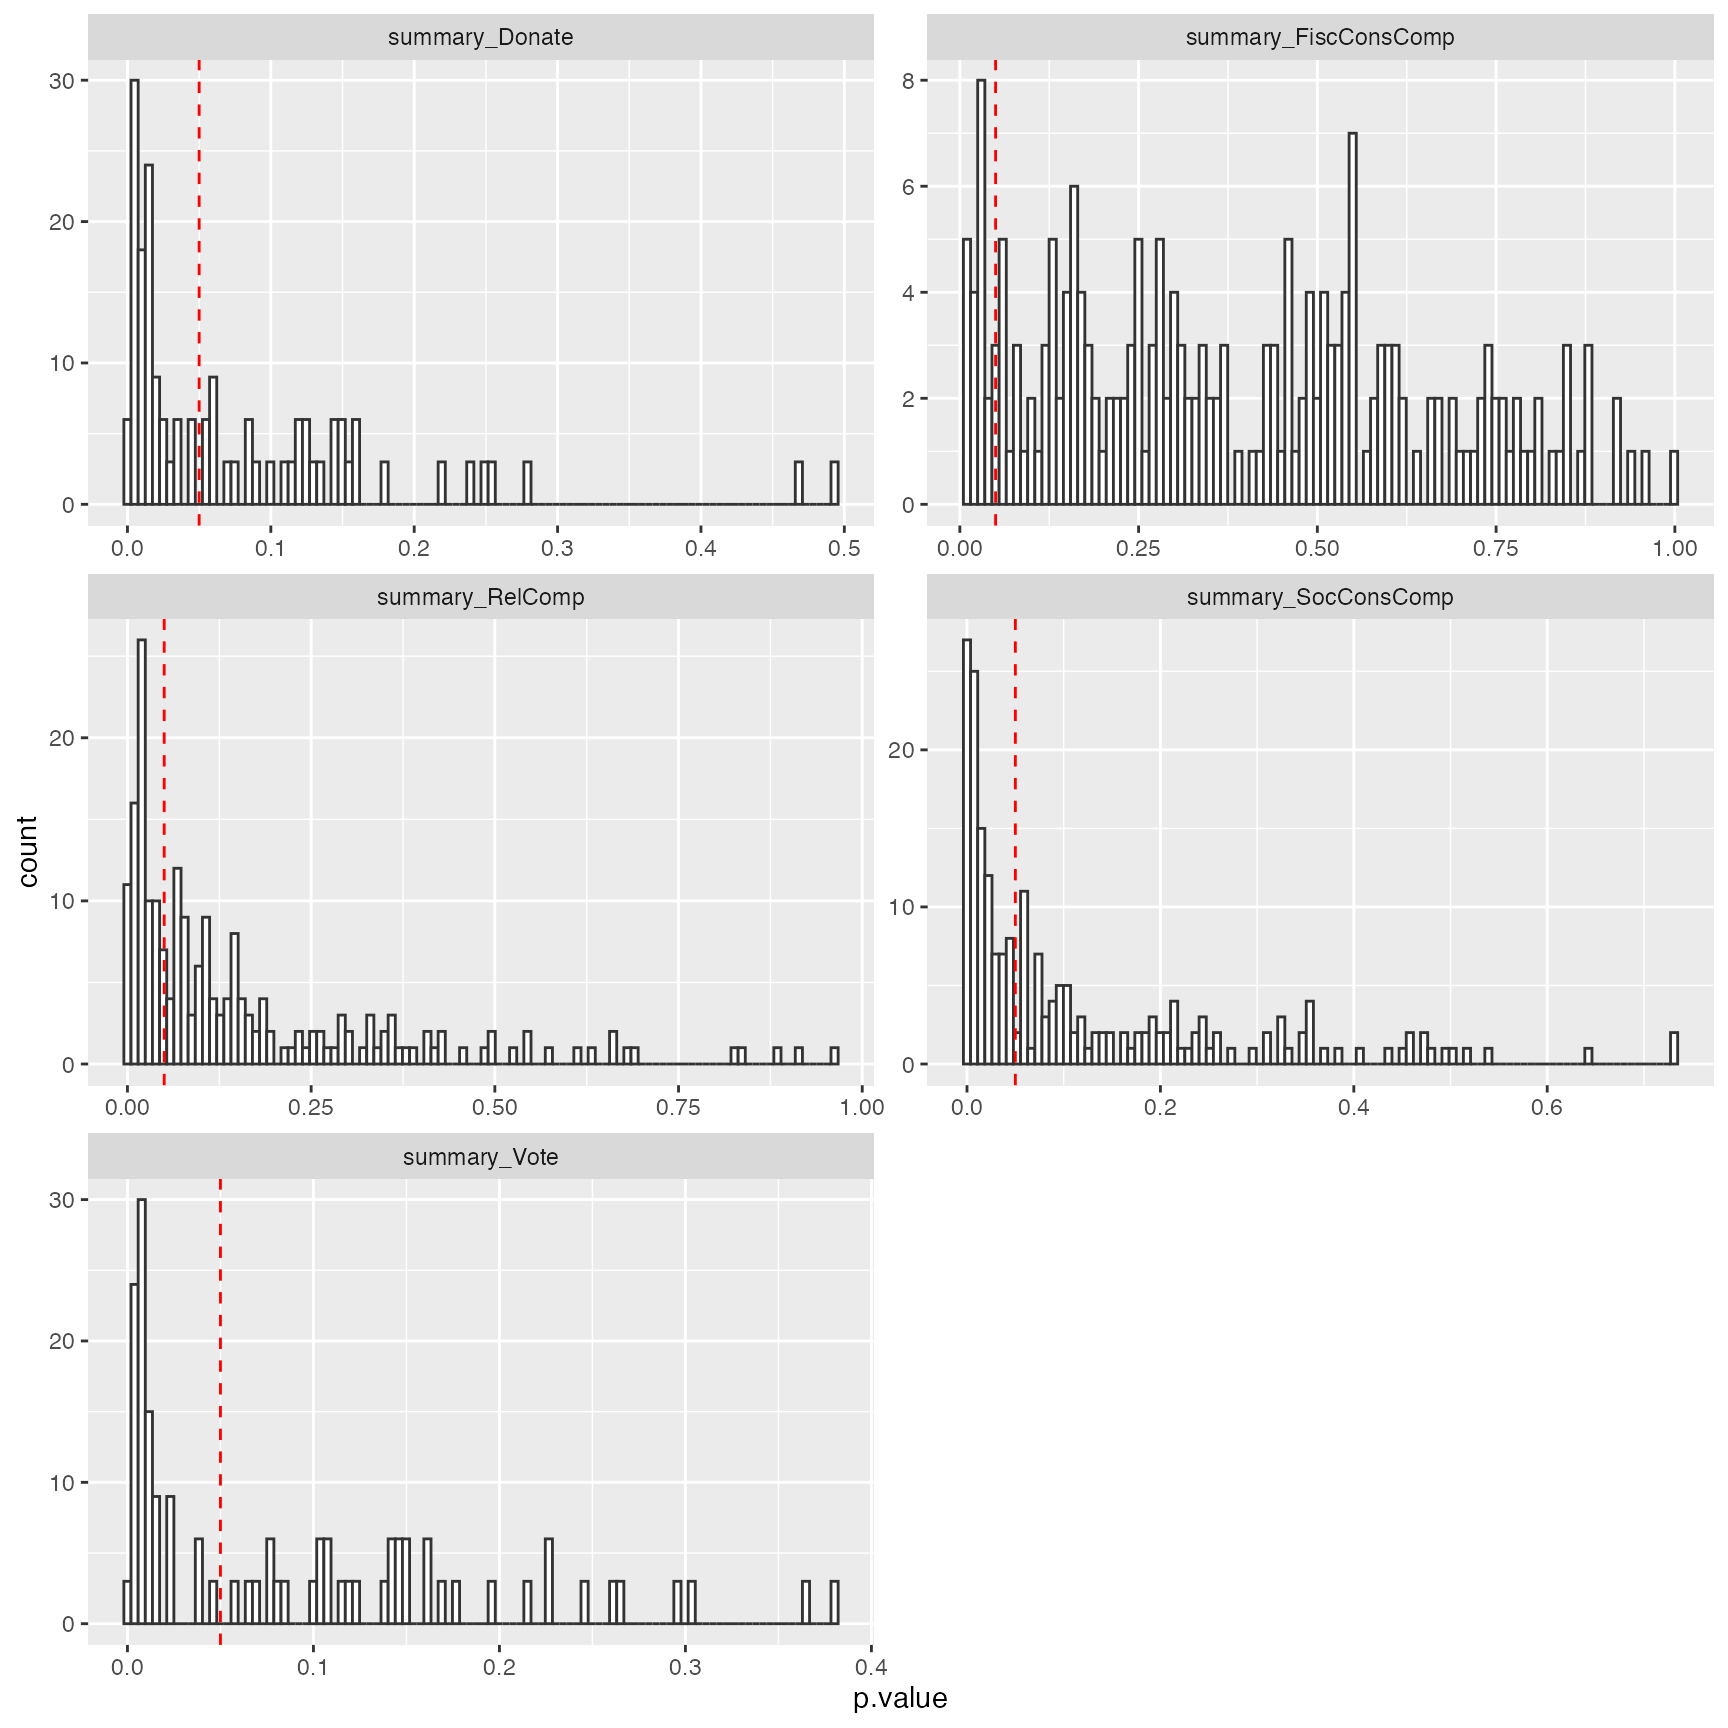 summary_Donate
summary_FiscConsComp
30
20
10
0
0.0 0.1 0.2 0.3 0.4 0.5
8
6
4
2
0
0.00 0.25 0.50 0.75 1.00
summary_RelComp
summary_SocConsComp
20
10
0
0.00 0.25 0.50 0.75 1.00
20
10
0
0.0 0.2 0.4 0.6
summary_Vote
30
20
10
0
0.0 0.1 0.2 0.3 0.4
count
p.value